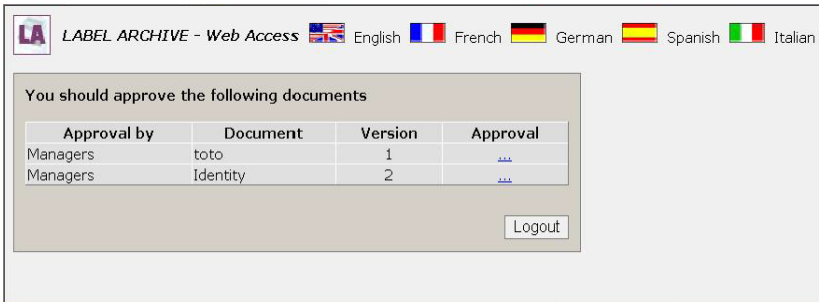 LA LABEL ARCHIVE - Web Access English French German Spanish Italian
You should approve the following documents
Approval by Document Version Approval
Managers toto 1 ...
Managers Identity 2 ...
Logout